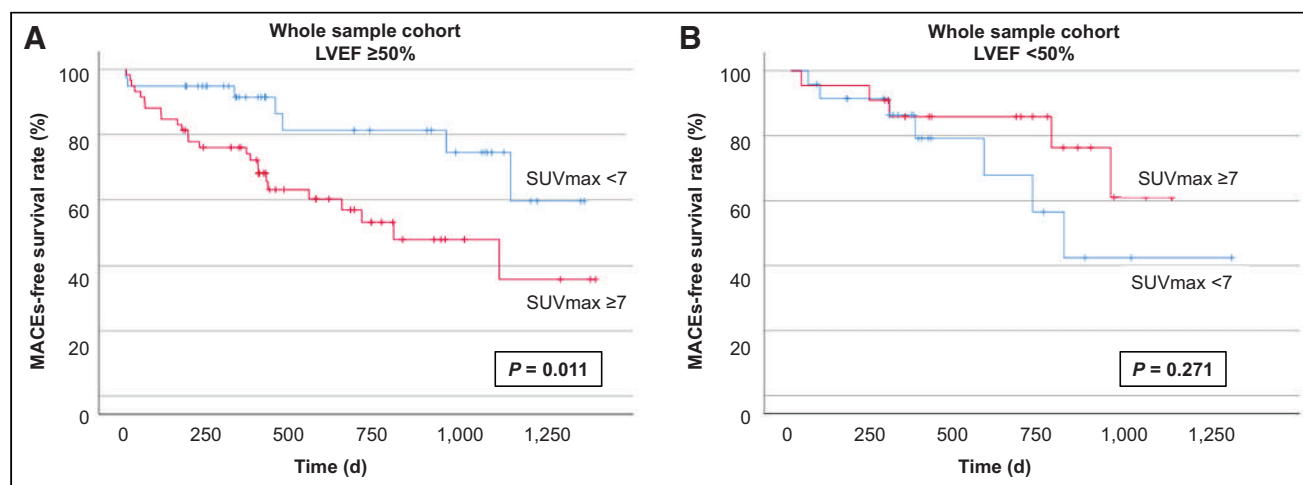 A
Whole sample cohort
LVEF ≥50%
MACEs-free survival rate (%)
100
80
60
40
20
0
SUVmax <7
SUVmax ≥7
P = 0.011
0 250 500 750 1,000 1,250
Time (d)
B
Whole sample cohort
LVEF <50%
MACEs-free survival rate (%)
100
80
60
40
20
0
SUVmax ≥7
SUVmax <7
P = 0.271
0 250 500 750 1,000 1,250
Time (d)